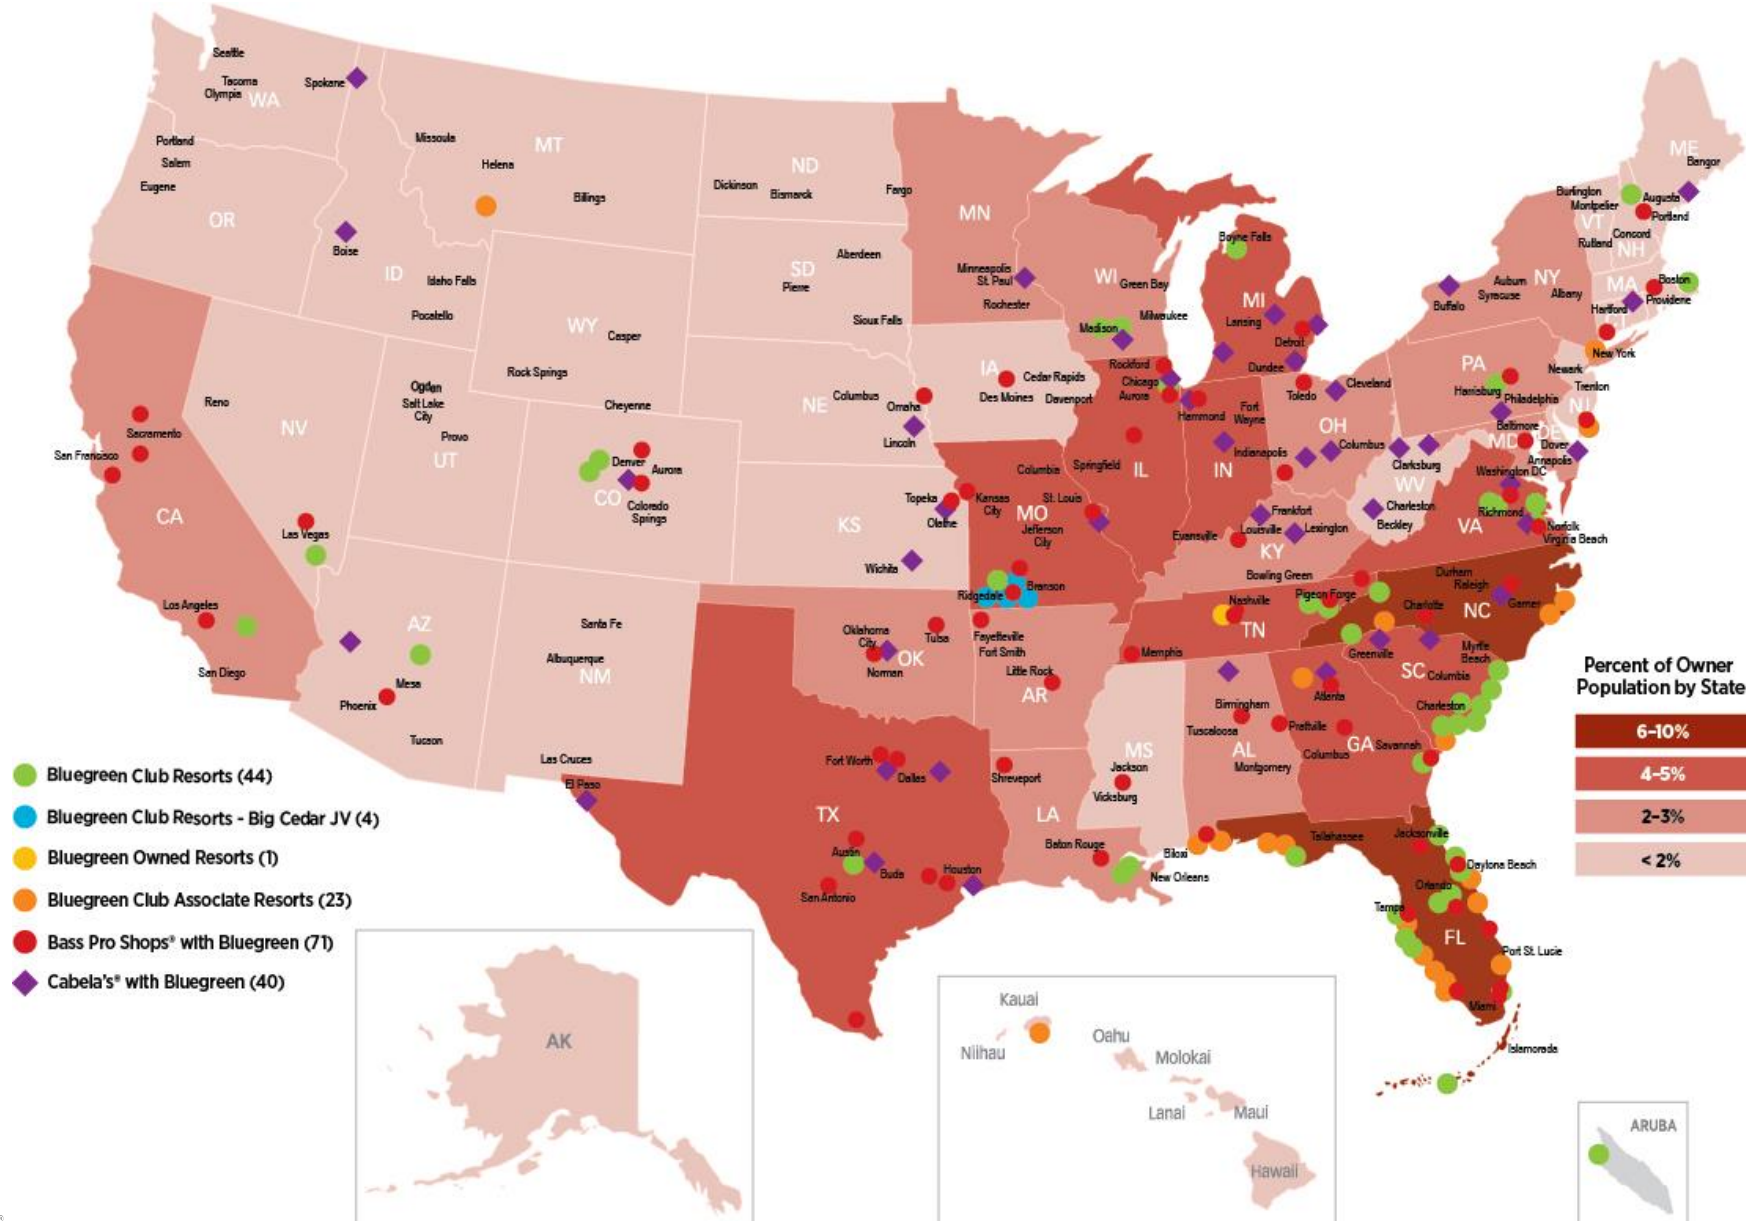 Seattle
Tacoma
Olympia
WA
Spokane
Portland
Salem
Eugene
OR
Missoula
MT
Helena
Billings
Boise
ID
Idaho Falls
Pocatello
ND
Dickinson
Bismarck
Fargo
SD
Aberdeen
Pierre
Sioux Falls
WY
Casper
Rock Springs
Cheyenne
MN
Minneapolis
St. Paul
Rochester
WI
Green Bay
Madison
Milwaukee
Boyne Falls
MI
Lansing
Detroit
Dundee
ME
Bangor
Augusta
Portland
Burlington
Montpelier
VT
Concord
Rutland
NH
NY
Auburn
Syracuse
Albany
Buffalo
MA
Boston
Hartford
Providene
New York
Newark
Trenton
NJ
PA
Harrisburg
Philadelphia
Baltimore
MD
DE
Dover
Annapolis
Washington DC
Reno
NV
Ogden
Salt Lake
City
Provo
UT
NE
Columbus
Omaha
Lincoln
IA
Cedar Rapids
Des Moines
Davenport
Rockford
Chicago
Aurora
Hammond
Fort
Wayne
Toledo
Cleveland
OH
Columbus
Indianapolis
IN
Springfield
IL
Clarksburg
WV
Charleston
Beckley
Sacramento
San Francisco
CA
Las Vegas
Los Angeles
San Diego
Denver
Aurora
CO
Colorado
Springs
KS
Topeka
Olathe
Wichita
Columbia
Kansas
City
St. Louis
MO
Jefferson
City
Ridgedale
Branson
Evansville
Frankfort
Louisville
Lexington
KY
Bowling Green
VA
Richmond
Norfolk
Virginia Beach
AZ
Mesa
Phoenix
Tucson
Santa Fe
Albuquerque
NM
Las Cruces
El Paso
Oklahoma
City
OK
Norman
Tulsa
Fayetteville
Fort Smith
Little Rock
AR
Nashville
TN
Memphis
Pigeon Forge
Durham
Raleigh
Charlotte
NC
Garner
Greenville
Myrtle
Beach
SC
Columbia
Charleston
Atlanta
Birmingham
Tuscaloosa
Prattville
AL
Montgomery
GA
Savannah
Columbus
MS
Jackson
Vicksburg
Shreveport
LA
Baton Rouge
New Orleans
Biloxi
Fort Worth
Dallas
TX
Austin
Buda
Houston
San Antonio
Tallahassee
Jacksonville
Daytona Beach
Orlando
Tampa
FL
Port St. Lucie
Miami
Islamorada
Percent of Owner
Population by State
6-10%
4-5%
2-3%
< 2%
Bluegreen Club Resorts (44)
Bluegreen Club Resorts - Big Cedar JV (4)
Bluegreen Owned Resorts (1)
Bluegreen Club Associate Resorts (23)
Bass Pro Shops® with Bluegreen (71)
Cabela's® with Bluegreen (40)
AK
Kauai
Niihau
Oahu
Molokai
Lanai
Maui
Hawaii
ARUBA